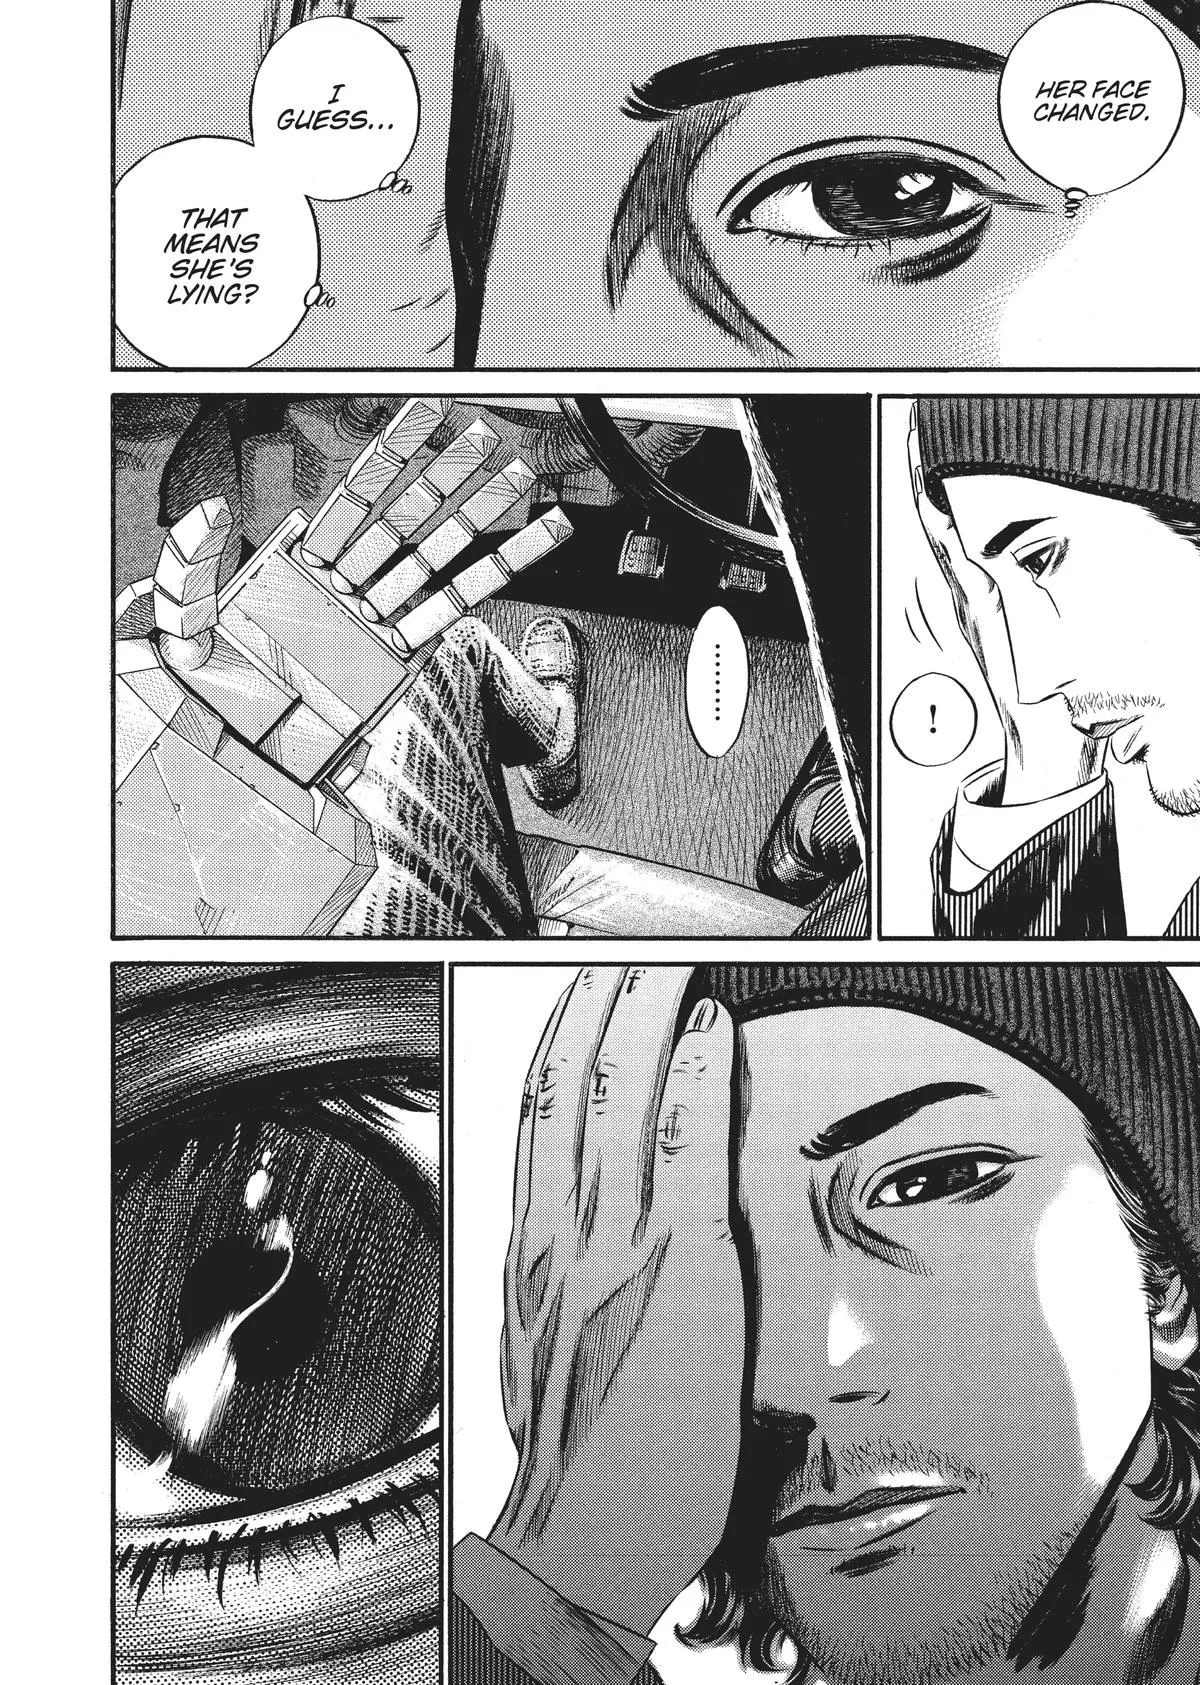 HER FACE
CHANGED.
I
GUESS...
THAT
MEANS
SHE'S
LYING?
!
.........